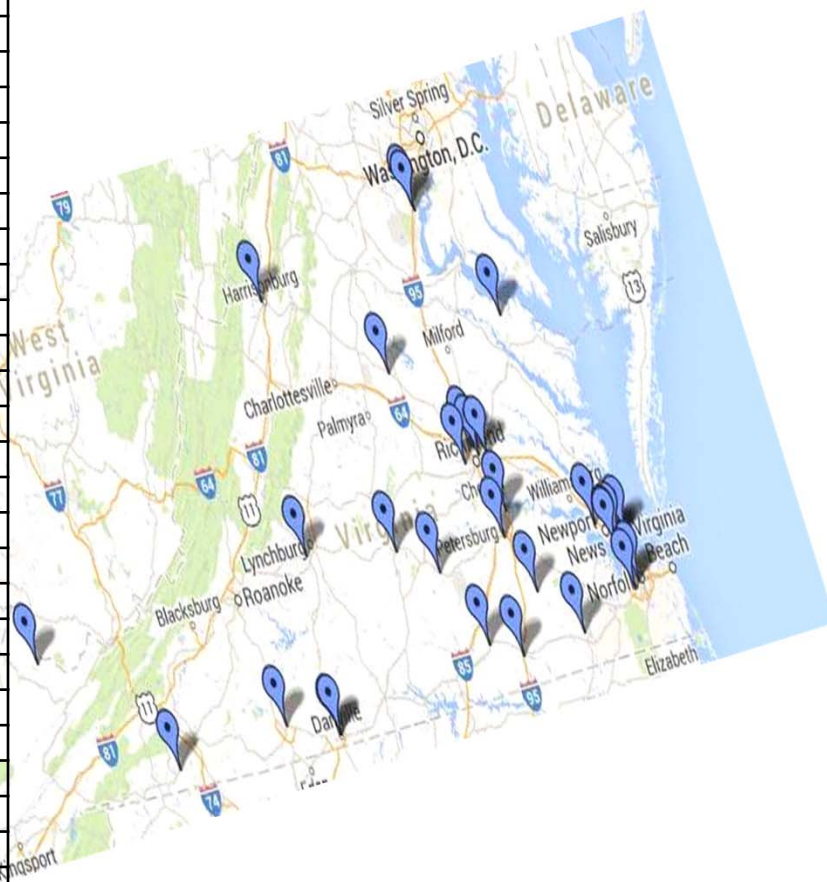 Silver Spring
Delaware
Washington, D.C.
81
79
Salisbury
Harrisonburg
13
95
West
Virginia
Milford
Charlottesville
64
Palmyra
Richmond
81
64
77
11
Virginia
Lynchburg
Petersburg
Newport
News
Virginia
Beach
Norfolk
Roanoke
Blacksburg
85
Elizabeth
95
11
Danville
81
74
Kingsport